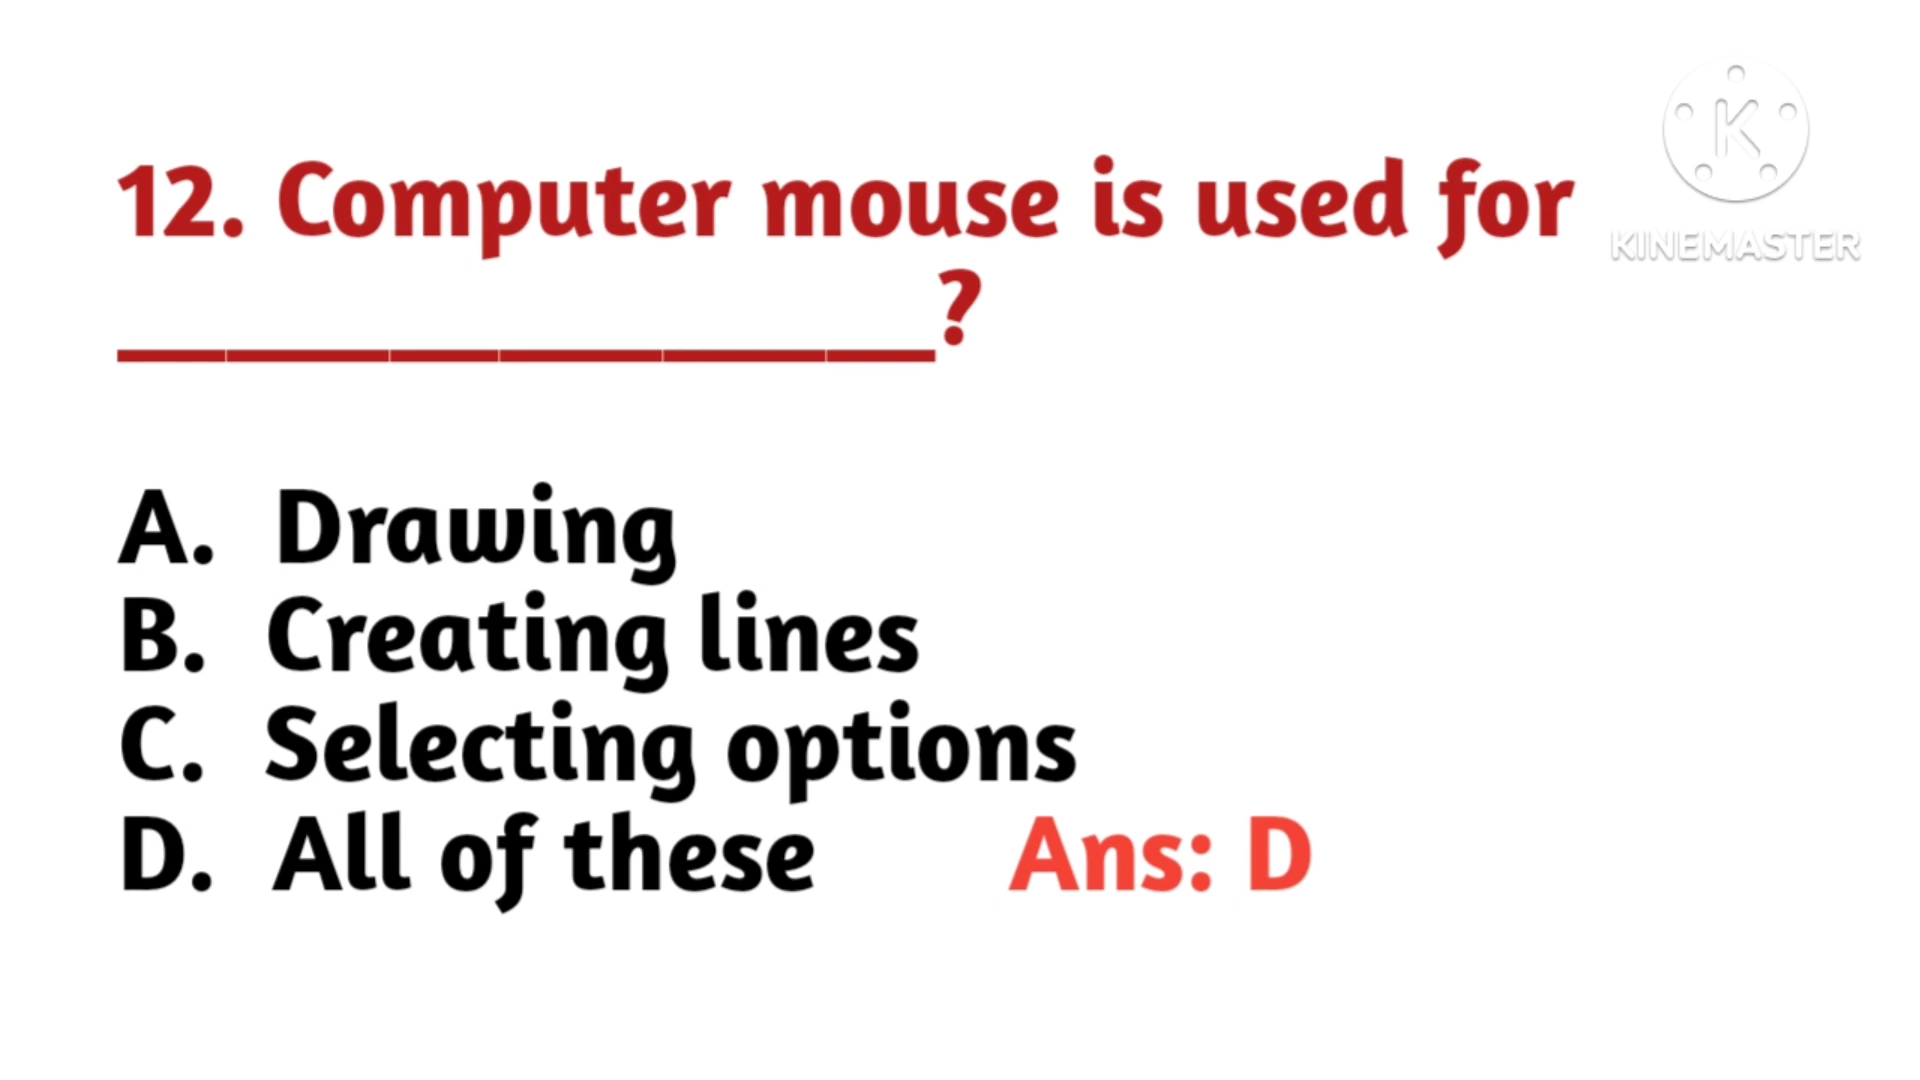 12. Computer mouse is used for
_______________?
A. Drawing
B. Creating lines
C. Selecting options
D. All of these Ans: D
K
KINEMASTER